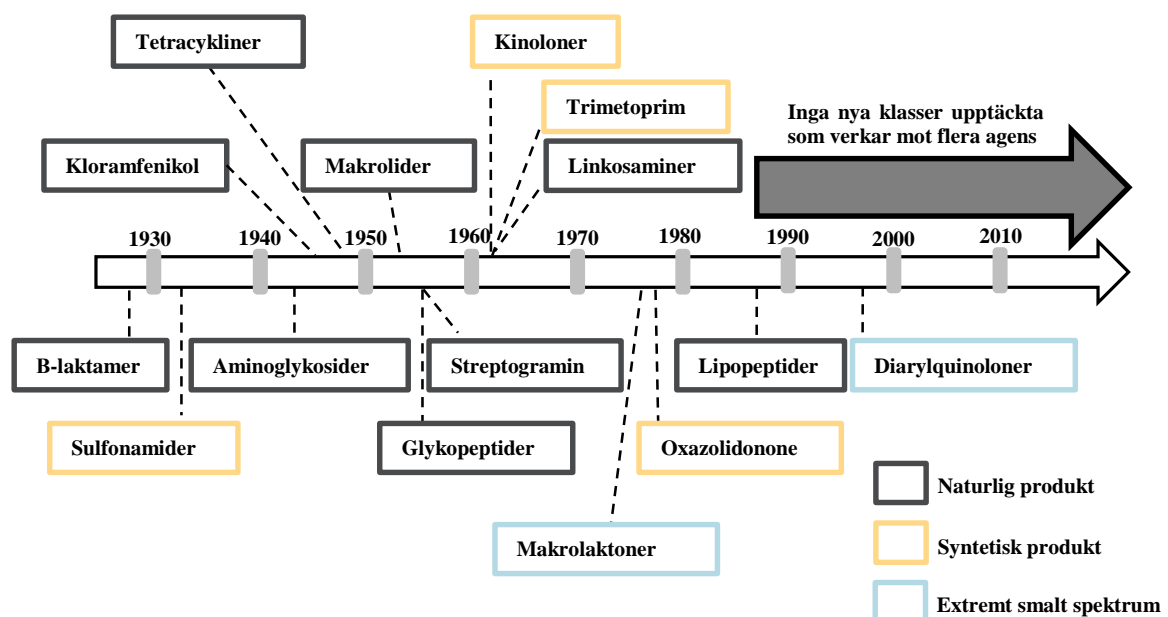 Tetracykliner
Kinoloner
Trimetoprim
Inga nya klasser upptäckta
som verkar mot flera agens
Kloramfenikol
Makrolider
Linkosaminer
1930
1940
1950
1960
1970
1980
1990
2000
2010
B-laktamer
Aminoglykosider
Streptogramin
Lipopeptider
Diarylquinoloner
Sulfonamider
Glykopeptider
Oxazolidonone
Makrolaktoner
Naturlig produkt
Syntetisk produkt
Extremt smalt spektrum